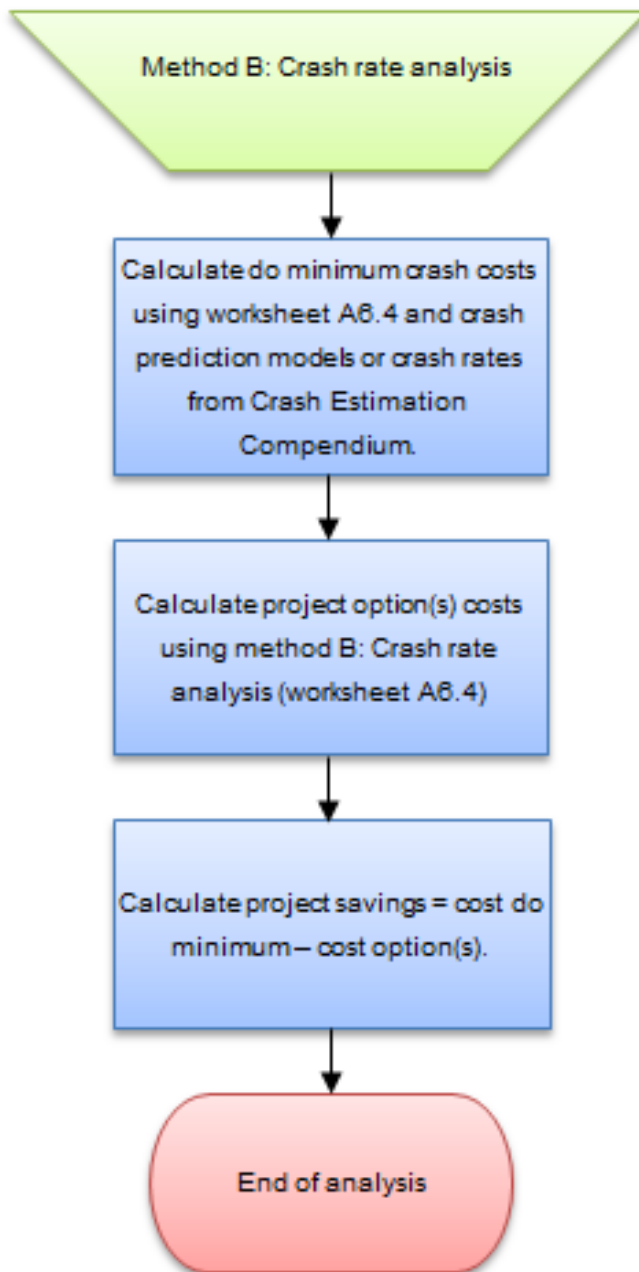 Method B: Crash rate analysis
Calculate do minimum crash costs
using worksheet A6.4 and crash
prediction models or crash rates
from Crash Estimation
Compendium.
Calculate project option(s) costs
using method B: Crash rate
analysis (worksheet A6.4)
Calculate project savings = cost do
minimum – cost option(s).
End of analysis